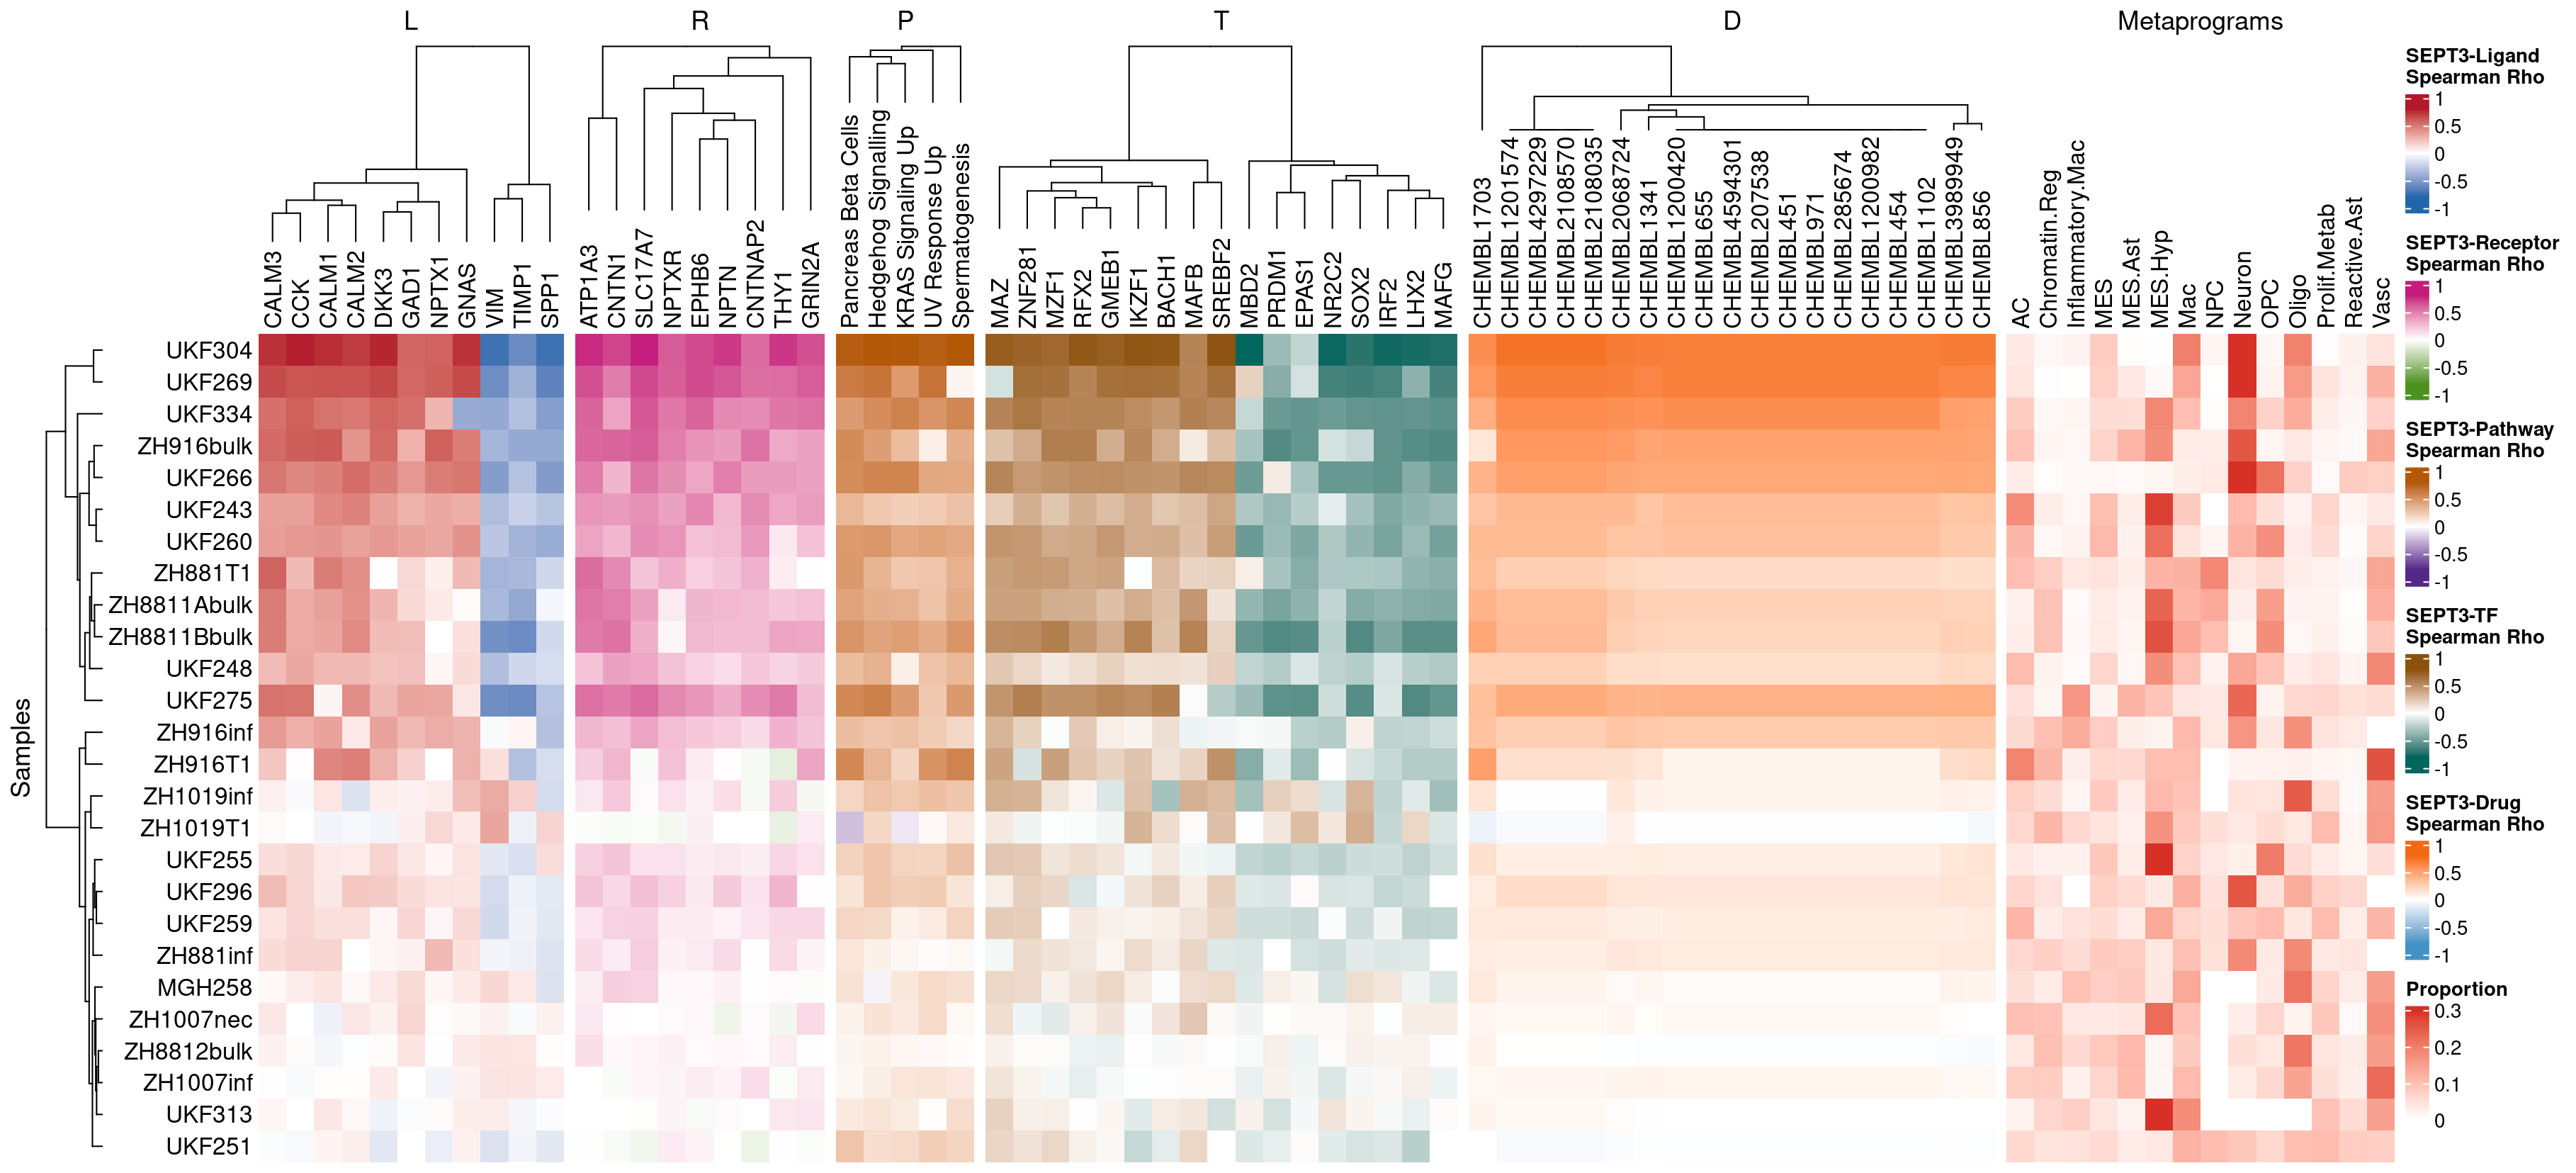 L R P T D Metaprograms
CALM3
CCK
CALM1
CALM2
DKK3
GAD1
NPTX1
GNAS
VIM
TIMP1
SPP1
ATP1A3
CNTN1
SLC17A7
NPTXR
EPHB6
NPTN
CNTNAP2
THY1
GRIN2A
Pancreas Beta Cells
Hedgehog Signalling
KRAS Signaling Up
UV Response Up
Spermatogenesis
MAZ
ZNF281
MZF1
RFX2
GMEB1
IKZF1
BACH1
MAFB
SREBF2
MBD2
PRDM1
EPAS1
NR2C2
SOX2
IRF2
LHX2
MAFG
CHEMBL1703
CHEMBL1201574
CHEMBL4297229
CHEMBL2108570
CHEMBL2108035
CHEMBL2068724
CHEMBL1341
CHEMBL1200420
CHEMBL655
CHEMBL4594301
CHEMBL207538
CHEMBL451
CHEMBL971
CHEMBL285674
CHEMBL1200982
CHEMBL454
CHEMBL1102
CHEMBL3989949
CHEMBL856
AC
Chromatin.Reg
Inflammatory.Mac
MES
MES.Ast
MES.Hyp
Mac
NPC
Neuron
OPC
Oligo
Prolif.Metab
Reactive.Ast
Vasc
Samples
UKF304
UKF269
UKF334
ZH916bulk
UKF266
UKF243
UKF260
ZH881T1
ZH8811Abulk
ZH8811Bbulk
UKF248
UKF275
ZH916inf
ZH916T1
ZH1019inf
ZH1019T1
UKF255
UKF296
UKF259
ZH881inf
MGH258
ZH1007nec
ZH8812bulk
ZH1007inf
UKF313
UKF251
SEPT3-Ligand
Spearman Rho
1
0.5
0
-0.5
-1
SEPT3-Receptor
Spearman Rho
1
0.5
0
-0.5
-1
SEPT3-Pathway
Spearman Rho
1
0.5
0
-0.5
-1
SEPT3-TF
Spearman Rho
1
0.5
0
-0.5
-1
SEPT3-Drug
Spearman Rho
1
0.5
0
-0.5
-1
Proportion
0.3
0.2
0.1
0